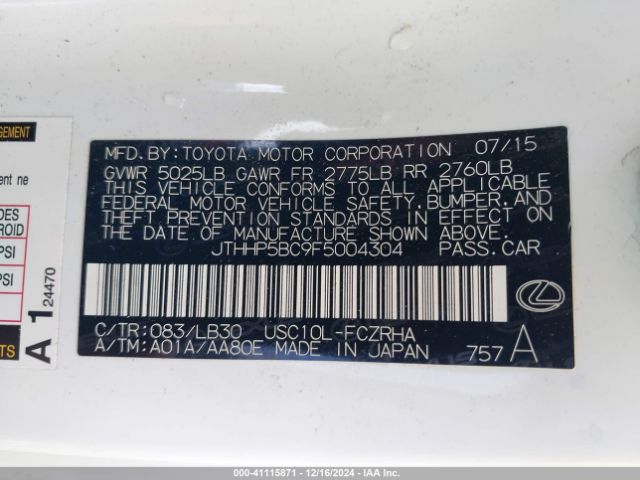 MFD. BY: TOYOTA MOTOR CORPORATION 07/15
GVWR 5025LB GAWR FR 2775LB RR 2760LB
THIS VEHICLE CONFORMS TO ALL APPLICABLE
FEDERAL MOTOR VEHICLE SAFETY, BUMPER, AND
THEFT PREVENTION STANDARDS IN EFFECT ON
THE DATE OF MANUFACTURE SHOWN ABOVE.
JTHHP5BC9F5004304 PASS. CAR
C/TR: 083/LB30 USC10L-FCZRHA
A/TM: A01A/AA80E MADE IN JAPAN 757 A
GEMENT
ent ne
DES
ROID
PSI
PSI
TS
A 1 24470
000-41115871 | 12/16/2024 - IAA Inc.